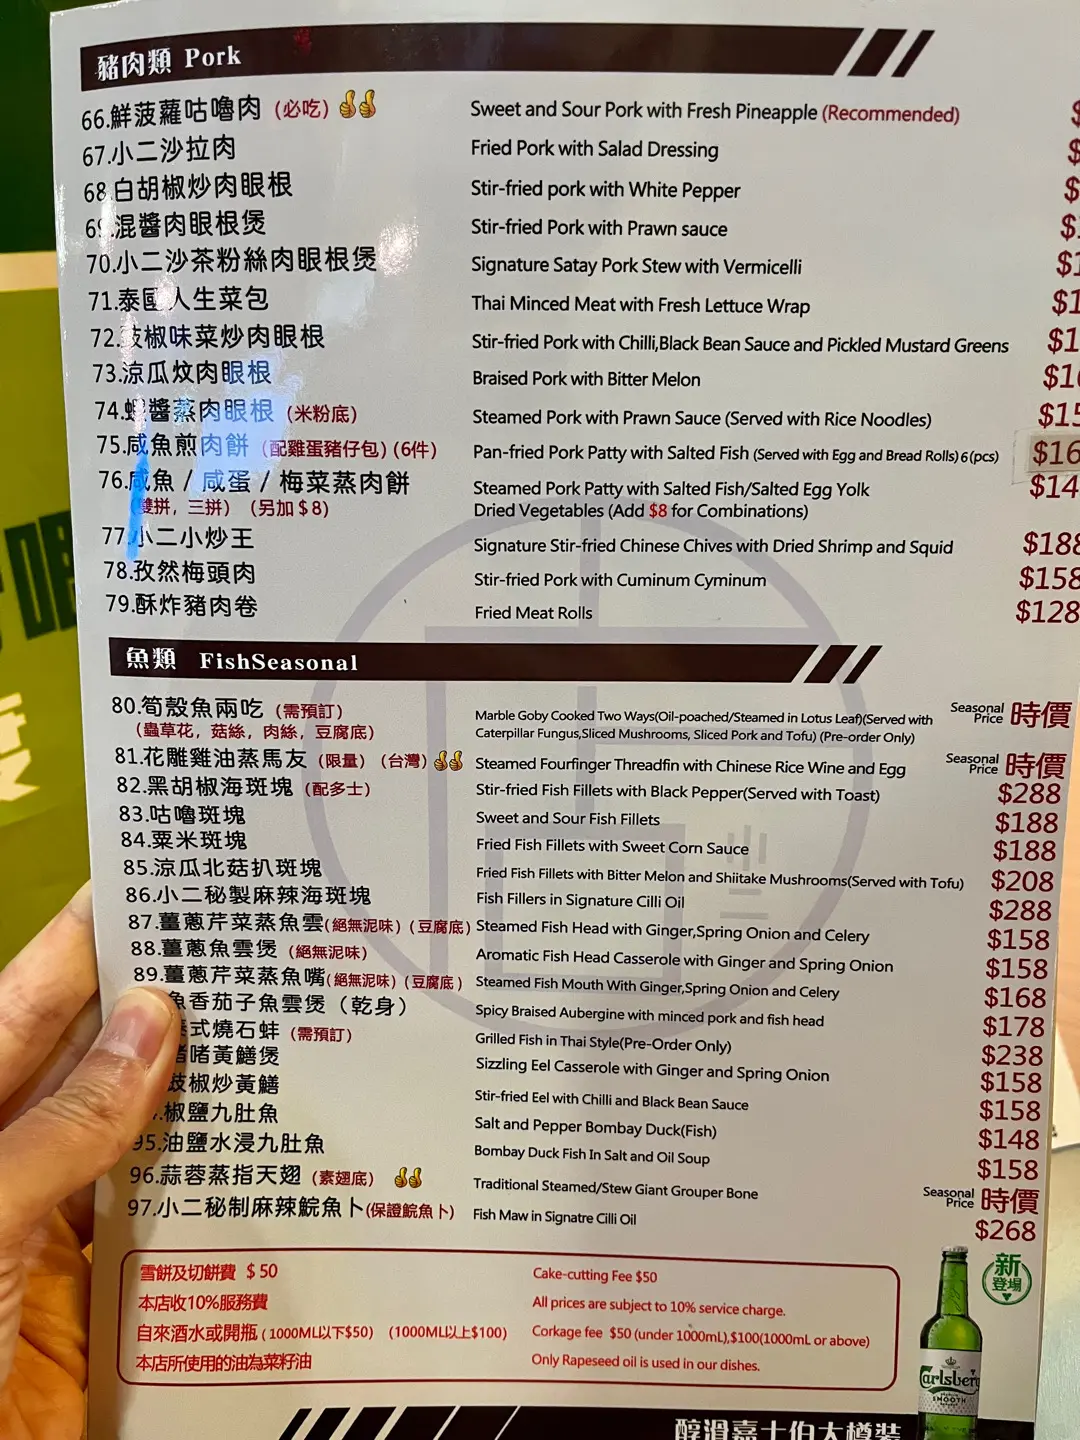 豬肉類 Pork
66.鮮菠蘿咕嚕肉 (必吃) Sweet and Sour Pork with Fresh Pineapple (Recommended) $
67.小二沙拉肉 Fried Pork with Salad Dressing $
68.白胡椒炒肉眼根 Stir-fried pork with White Pepper $
69.混醬肉眼根煲 Stir-fried Pork with Prawn sauce $
70.小二沙茶粉絲肉眼根煲 Signature Satay Pork Stew with Vermicelli $1
71.泰國人生菜包 Thai Minced Meat with Fresh Lettuce Wrap $1
72.豉椒味菜炒肉眼根 Stir-fried Pork with Chilli,Black Bean Sauce and Pickled Mustard Greens $1
73.涼瓜炆肉眼根 Braised Pork with Bitter Melon $1
74.蝦醬蒸肉眼根 (米粉底) Steamed Pork with Prawn Sauce (Served with Rice Noodles) $15
75.咸魚煎肉餅 (配雞蛋豬仔包) (6件) Pan-fried Pork Patty with Salted Fish (Served with Egg and Bread Rolls) 6(pcs) $16
76.咸魚 / 咸蛋 / 梅菜蒸肉餅 Steamed Pork Patty with Salted Fish/Salted Egg Yolk $14
(雙拼, 三拼) (另加$8) Dried Vegetables (Add $8 for Combinations)
77.小二小炒王 Signature Stir-fried Chinese Chives with Dried Shrimp and Squid $188
78.孜然梅頭肉 Stir-fried Pork with Cuminum Cyminum $158
79.酥炸豬肉卷 Fried Meat Rolls $128
魚類 FishSeasonal
80.筍殼魚兩吃 (需預訂) Marble Goby Cooked Two Ways(Oil-poached/Steamed in Lotus Leaf)(Served with Seasonal Price 時價
(蟲草花, 菇絲, 肉絲, 豆腐底) Caterpillar Fungus,Sliced Mushrooms, Sliced Pork and Tofu) (Pre-order Only)
81.花雕雞油蒸馬友 (限量) (台灣) Steamed Fourfinger Threadfin with Chinese Rice Wine and Egg Seasonal Price 時價
82.黑胡椒海斑塊 (配多士) Stir-fried Fish Fillets with Black Pepper(Served with Toast) $288
83.咕嚕斑塊 Sweet and Sour Fish Fillets $188
84.粟米斑塊 Fried Fish Fillets with Sweet Corn Sauce $188
85.涼瓜北菇扒斑塊 Fried Fish Fillets with Bitter Melon and Shiitake Mushrooms(Served with Tofu) $208
86.小二秘製麻辣海斑塊 Fish Fillers in Signature Cilli Oil $288
87.薑蔥芹菜蒸魚雲(絕無泥味) (豆腐底) Steamed Fish Head with Ginger,Spring Onion and Celery $158
88.薑蔥魚雲煲 (絕無泥味) Aromatic Fish Head Casserole with Ginger and Spring Onion $158
89.薑蔥芹菜蒸魚嘴(絕無泥味) (豆腐底) Steamed Fish Mouth With Ginger,Spring Onion and Celery $168
魚香茄子魚雲煲 (乾身) Spicy Braised Aubergine with minced pork and fish head $178
泰式燒石蚌 (需預訂) Grilled Fish in Thai Style(Pre-Order Only) $238
啫啫黃鱔煲 Sizzling Eel Casserole with Ginger and Spring Onion $158
豉椒炒黃鱔 Stir-fried Eel with Chilli and Black Bean Sauce $158
椒鹽九肚魚 Salt and Pepper Bombay Duck(Fish) $148
95.油鹽水浸九肚魚 Bombay Duck Fish In Salt and Oil Soup $158
96.蒜蓉蒸指天翅 (素翅底) Traditional Steamed/Stew Giant Grouper Bone Seasonal Price 時價
97.小二秘制麻辣鯇魚卜(保證鯇魚卜) Fish Maw in Signatre Cilli Oil $268
雪餅及切餅費 $50 Cake-cutting Fee $50
本店收10%服務費 All prices are subject to 10% service charge.
自來酒水或開瓶 (1000ML以下$50) (1000ML以上$100) Corkage fee $50 (under 1000mL),$100(1000mL or above)
本店所使用的油為菜籽油 Only Rapeseed oil is used in our dishes.
新
登場
Carlsberg
SMOOTH
醇滑嘉士伯大樽裝